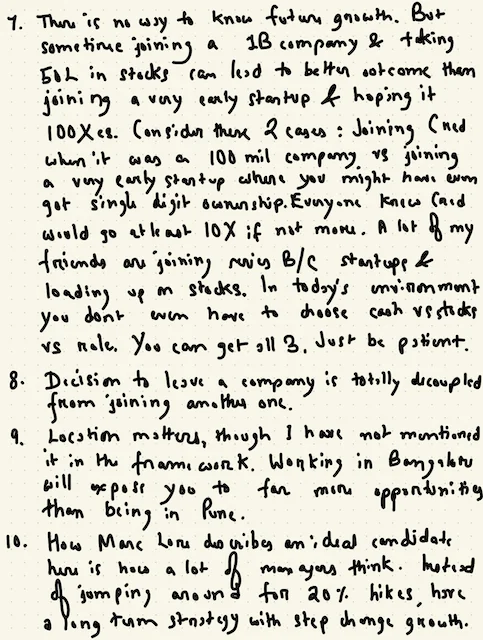 7. There is no way to know future growth. But
sometime joining a 1B company & taking
50L in stocks can lead to better outcome than
joining a very early startup & hoping it
100Xes. Consider these 2 cases : Joining Cred
when it was a 100 mil company vs joining
a very early startup where you might have even
got single digit ownership. Everyone knew Cred
would go atleast 10X if not more. A lot of my
friends are joining series B/C startups &
loading up on stocks. In today's environment
you dont even have to choose cash vs stocks
vs role. You can get all 3. Just be patient.
8. Decision to leave a company is totally decoupled
from joining another one.
9. Location matters, though I have not mentioned
it in the framework. Working in Bangalore
will expose you to far more opportunities
than being in Pune.
10. How Marc Lore describes an ideal candidate
here is how a lot of managers think. Instead
of jumping around for 20% hikes, have
a long term strategy with step change growth.